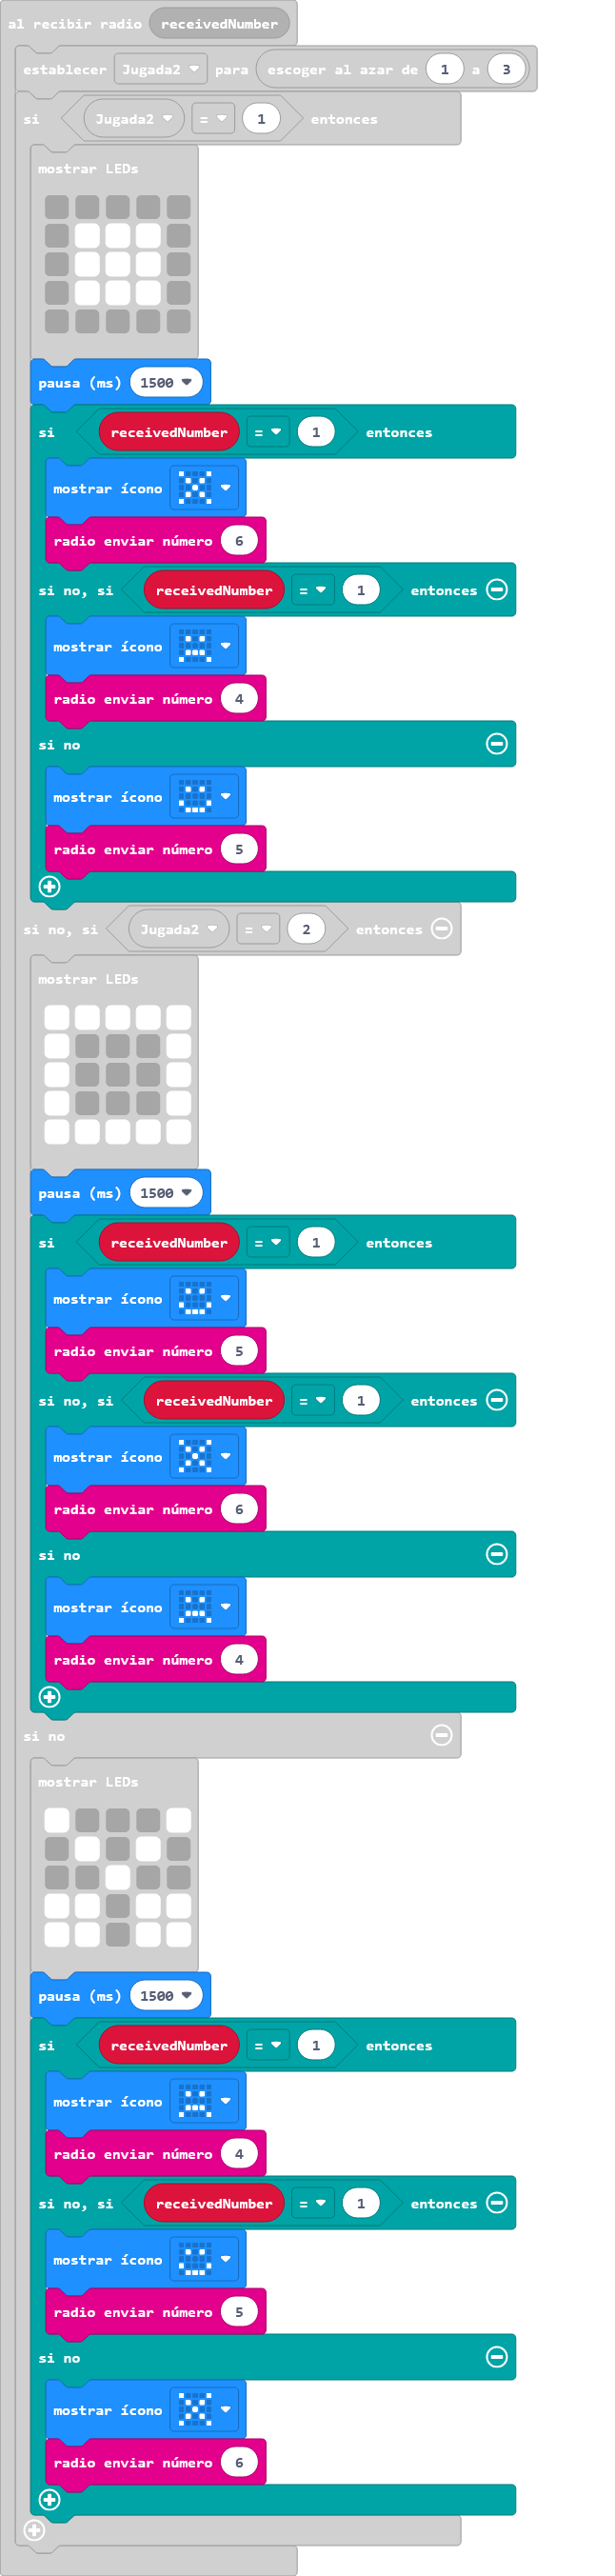 al recibir radio receivedNumber
establecer Jugada2 para escoger al azar de 1 a 3
si Jugada2 = 1 entonces
mostrar LEDs
pausa (ms) 1500
si receivedNumber = 1 entonces
mostrar ícono
radio enviar número 6
si no, si receivedNumber = 1 entonces
mostrar ícono
radio enviar número 4
si no
mostrar ícono
radio enviar número 5
si no, si Jugada2 = 2 entonces
mostrar LEDs
pausa (ms) 1500
si receivedNumber = 1 entonces
mostrar ícono
radio enviar número 5
si no, si receivedNumber = 1 entonces
mostrar ícono
radio enviar número 6
si no
mostrar ícono
radio enviar número 4
si no
mostrar LEDs
pausa (ms) 1500
si receivedNumber = 1 entonces
mostrar ícono
radio enviar número 4
si no, si receivedNumber = 1 entonces
mostrar ícono
radio enviar número 5
si no
mostrar ícono
radio enviar número 6